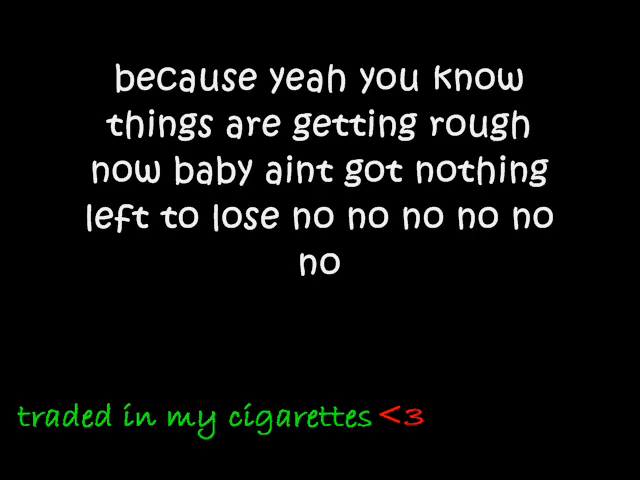 because yeah you know
things are getting rough
now baby aint got nothing
left to lose no no no no no
no
traded in my cigarettes <3